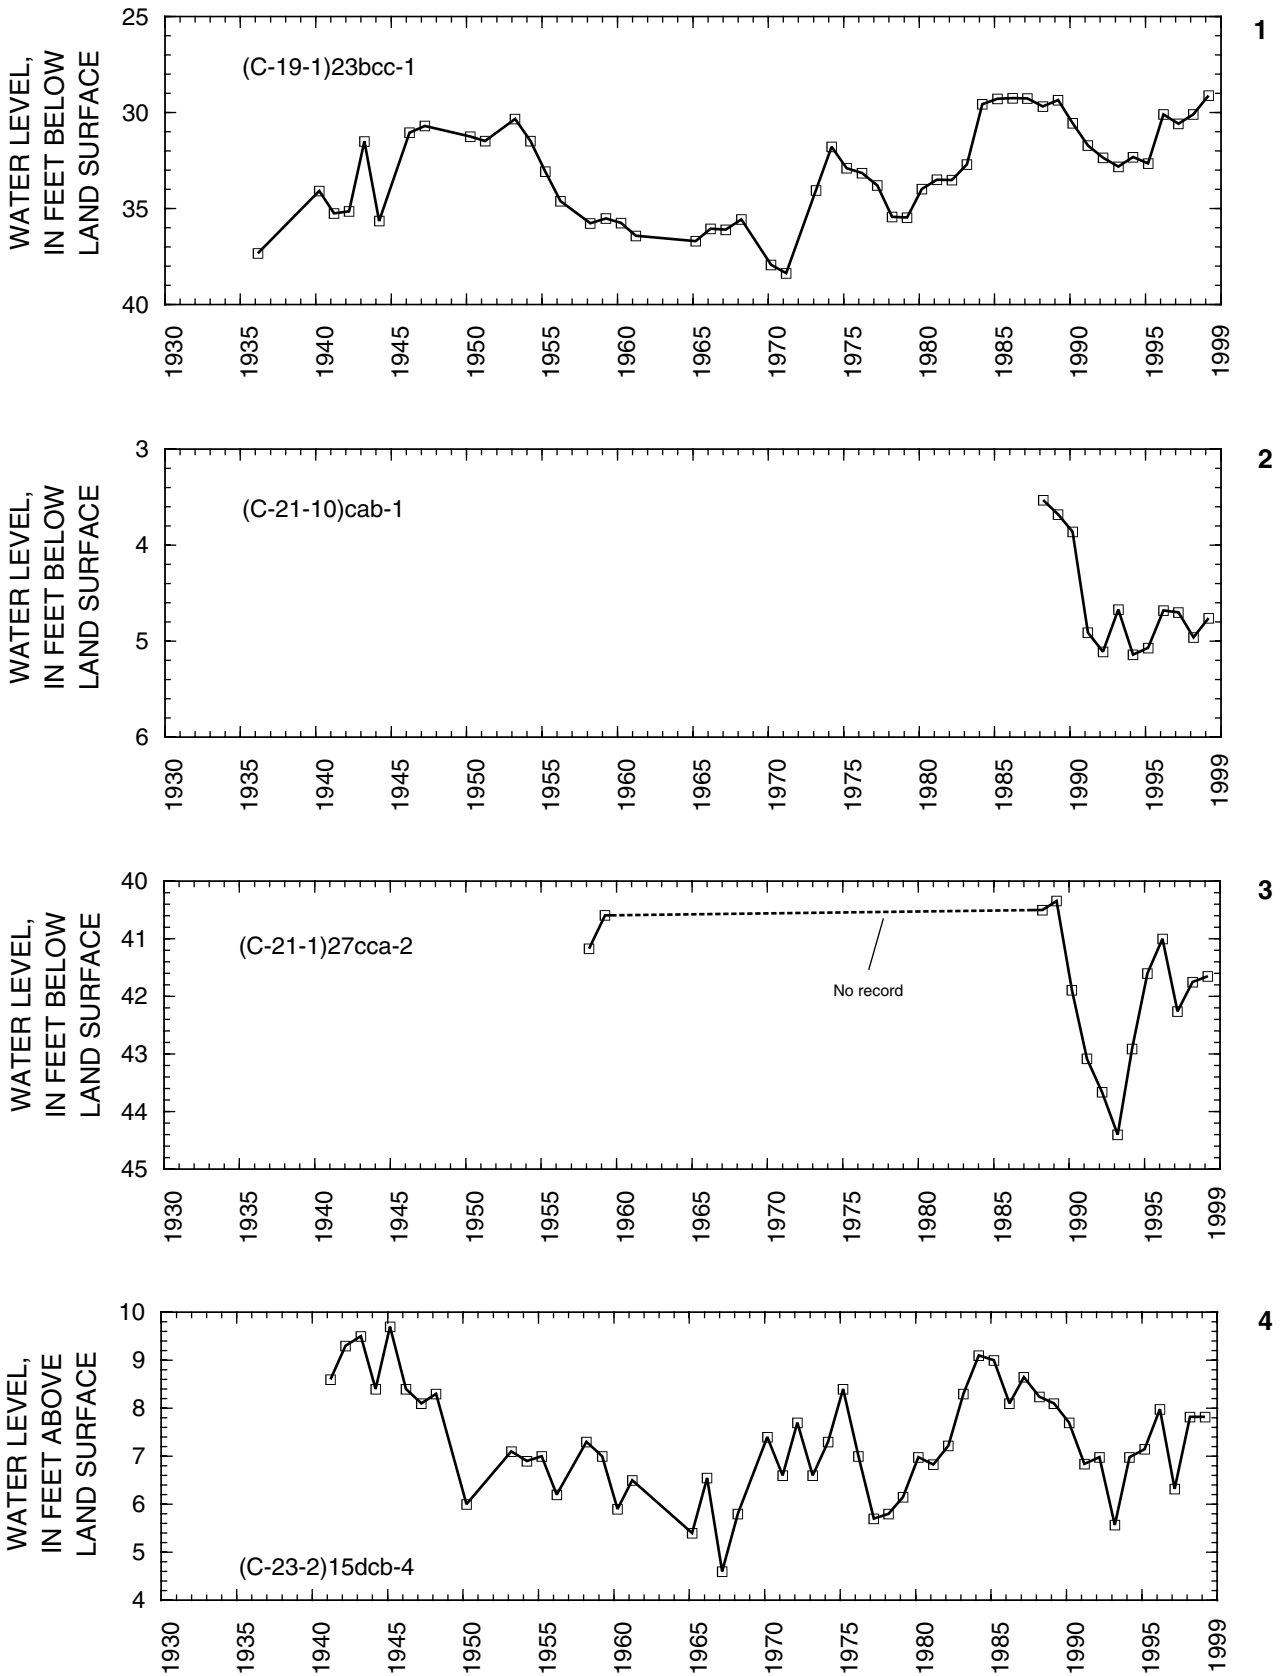 1
WATER LEVEL,
IN FEET BELOW
LAND SURFACE
25
30
35
40
(C-19-1)23bcc-1
1930 1935 1940 1945 1950 1955 1960 1965 1970 1975 1980 1985 1990 1995 1999
2
WATER LEVEL,
IN FEET BELOW
LAND SURFACE
3
4
5
6
(C-21-10)cab-1
1930 1935 1940 1945 1950 1955 1960 1965 1970 1975 1980 1985 1990 1995 1999
3
WATER LEVEL,
IN FEET BELOW
LAND SURFACE
40
41
42
43
44
45
(C-21-1)27cca-2
No record
1930 1935 1940 1945 1950 1955 1960 1965 1970 1975 1980 1985 1990 1995 1999
4
WATER LEVEL,
IN FEET ABOVE
LAND SURFACE
10
9
8
7
6
5
4
(C-23-2)15dcb-4
1930 1935 1940 1945 1950 1955 1960 1965 1970 1975 1980 1985 1990 1995 1999